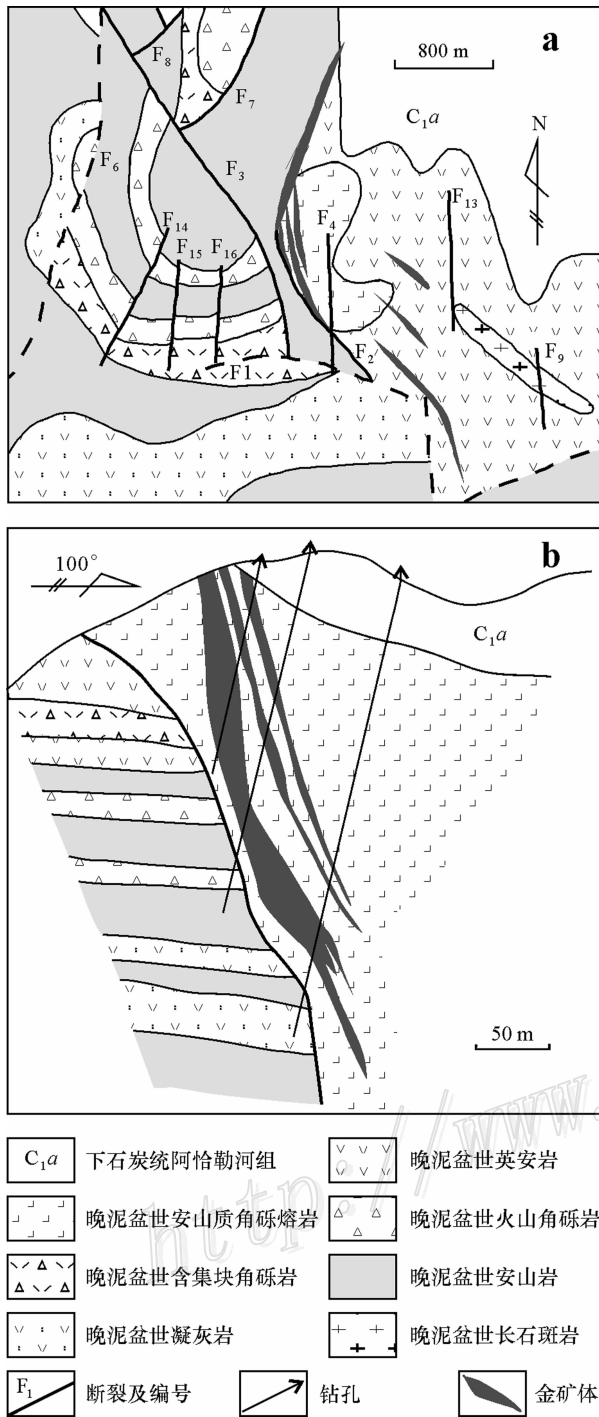 a
800 m
C₁a
N
F₈
F₇
F₆
F₃
F₁₃
F₁₄
F₁₅
F₁₆
F₄
F₂
F1
F₉
b
100°
C₁a
50 m
http://www.
C₁a 下石炭统阿恰勒河组
晚泥盆世英安岩
晚泥盆世安山质角砾熔岩
晚泥盆世火山角砾岩
晚泥盆世含集块角砾岩
晚泥盆世安山岩
晚泥盆世凝灰岩
晚泥盆世长石斑岩
F₁ 断裂及编号
钻孔
金矿体